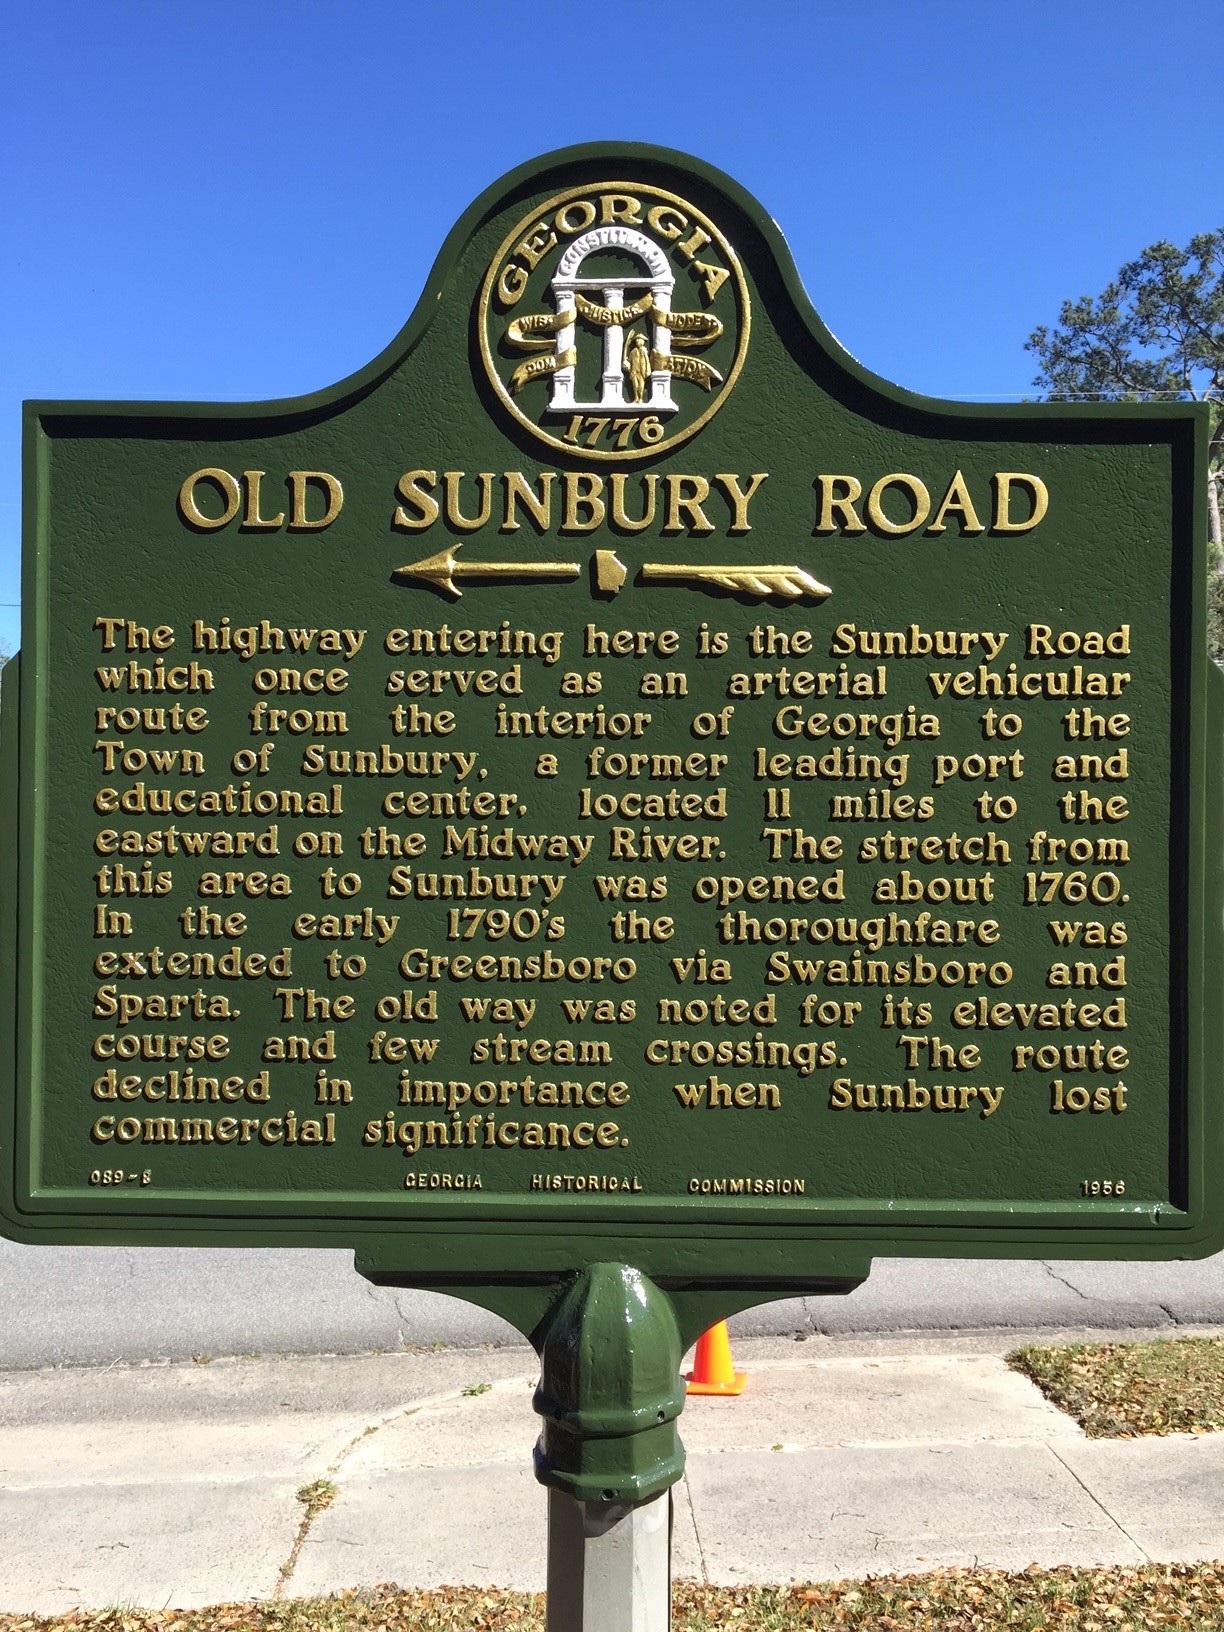 GEORGIA
CONSTITUTION
WISDOM JUSTICE MODERATION
1776
OLD SUNBURY ROAD
The highway entering here is the Sunbury Road
which once served as an arterial vehicular
route from the interior of Georgia to the
Town of Sunbury, a former leading port and
educational center, located 11 miles to the
eastward on the Midway River. The stretch from
this area to Sunbury was opened about 1760.
In the early 1790's the thoroughfare was
extended to Greensboro via Swainsboro and
Sparta. The old way was noted for its elevated
course and few stream crossings. The route
declined in importance when Sunbury lost
commercial significance.
089-8 GEORGIA HISTORICAL COMMISSION 1956